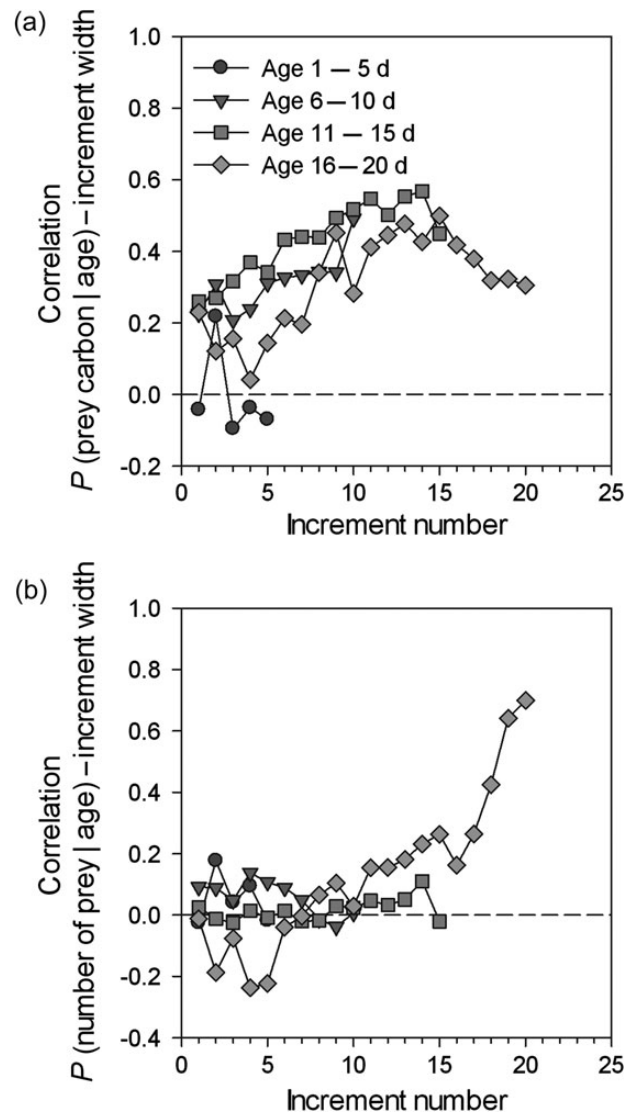 (a)
1.0
0.8
0.6
0.4
0.2
0.0
-0.2
Correlation
P (prey carbon | age) – increment width
Age 1 – 5 d
Age 6 – 10 d
Age 11 – 15 d
Age 16 – 20 d
0 5 10 15 20 25
Increment number
(b)
1.0
0.8
0.6
0.4
0.2
0.0
-0.2
-0.4
Correlation
P (number of prey | age) – increment width
0 5 10 15 20 25
Increment number